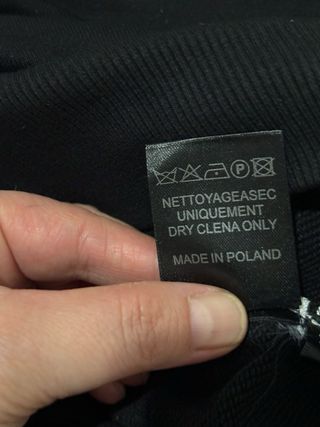 P
NETTOYAGEASEC
UNIQUEMENT
DRY CLENA ONLY
MADE IN POLAND